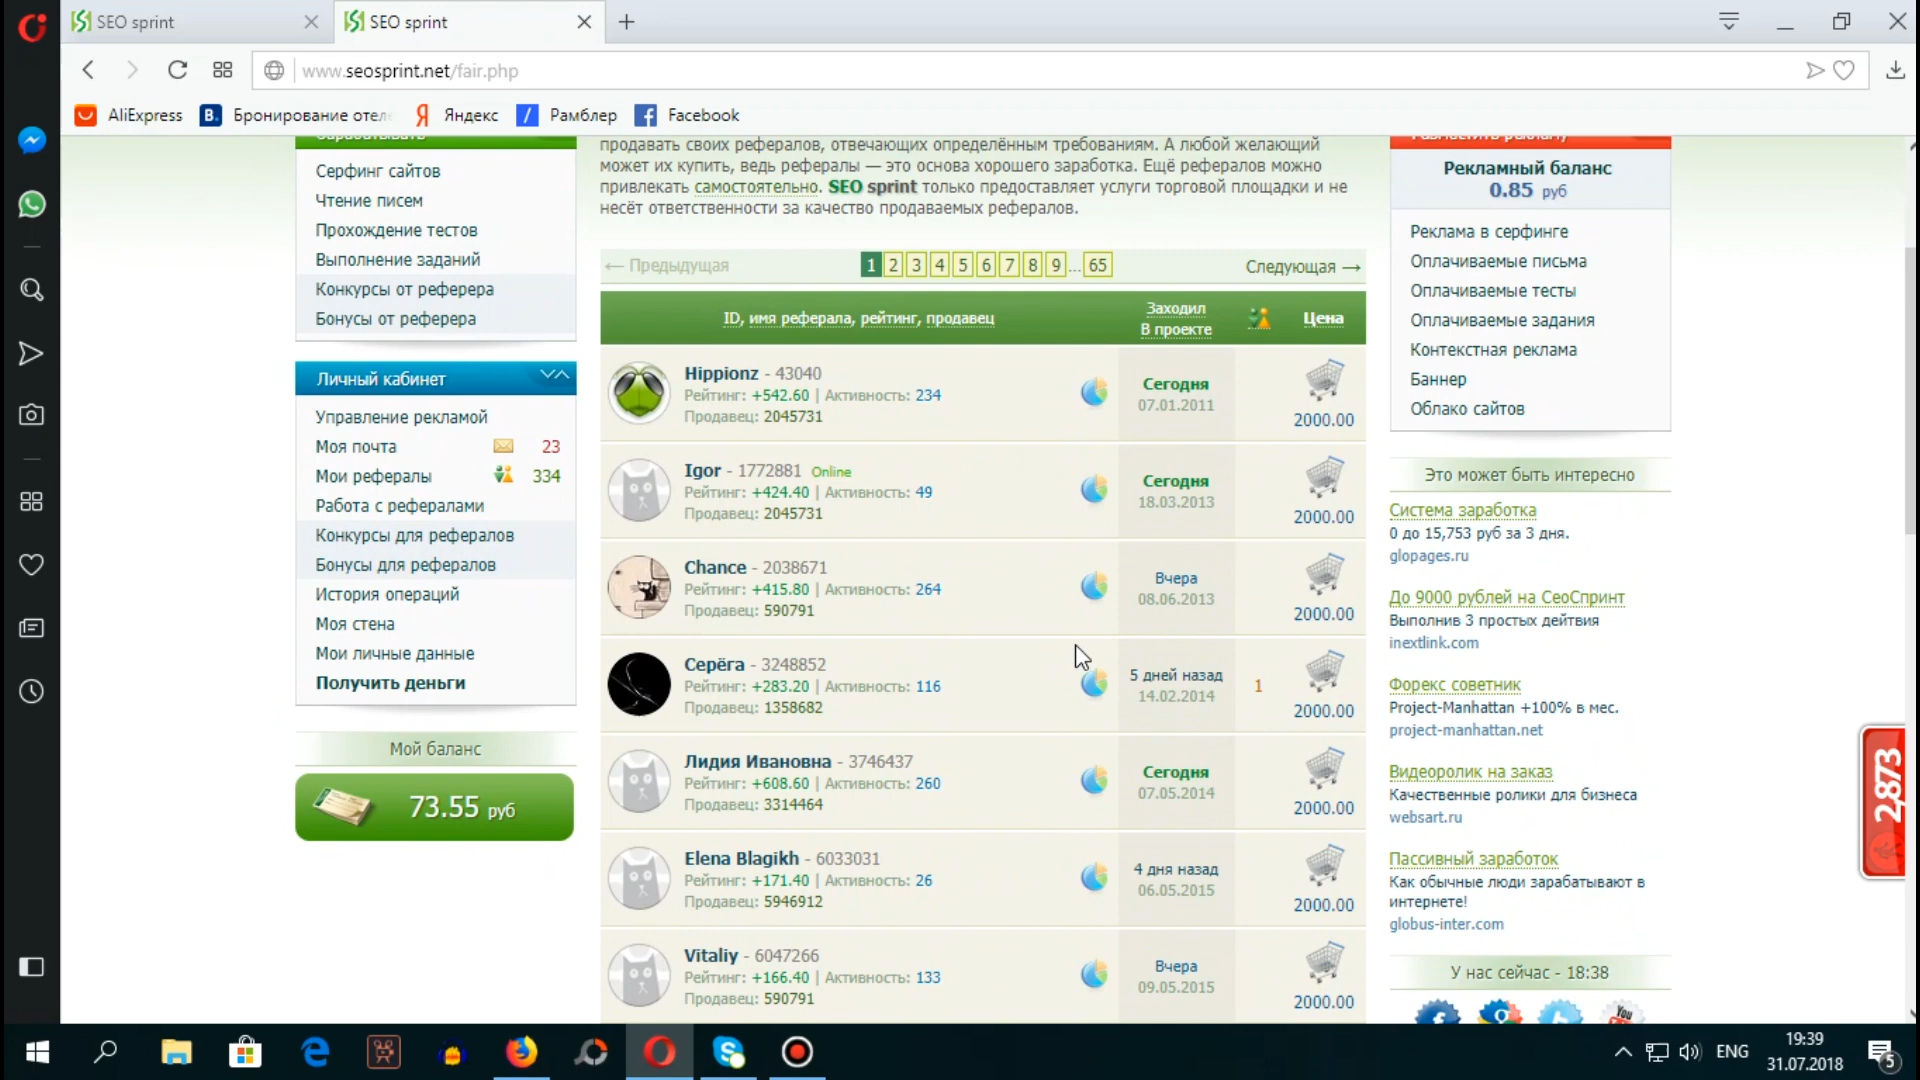 SEO sprint
SEO sprint
www.seosprint.net/fair.php
AliExpress
Бронирование отел
Яндекс
Рамблер
Facebook
Серфинг сайтов
Чтение писем
Прохождение тестов
Выполнение заданий
Конкурсы от реферера
Бонусы от реферера
Личный кабинет
Управление рекламой
Моя почта 23
Мои рефералы 334
Работа с рефералами
Конкурсы для рефералов
Бонусы для рефералов
История операций
Моя стена
Мои личные данные
Получить деньги
Мой баланс
73.55 руб
продавать своих рефералов, отвечающих определённым требованиям. А любой желающий
может их купить, ведь рефералы — это основа хорошего заработка. Ещё рефералов можно
привлекать самостоятельно. SEO sprint только предоставляет услуги торговой площадки и не
несёт ответственности за качество продаваемых рефералов.
← Предыдущая
1 2 3 4 5 6 7 8 9 ... 65
Следующая →
ID, имя реферала, рейтинг, продавец
Заходил
В проекте
Цена
Hippionz - 43040
Рейтинг: +542.60 | Активность: 234
Продавец: 2045731
Сегодня
07.01.2011
2000.00
Igor - 1772881 Online
Рейтинг: +424.40 | Активность: 49
Продавец: 2045731
Сегодня
18.03.2013
2000.00
Chance - 2038671
Рейтинг: +415.80 | Активность: 264
Продавец: 590791
Вчера
08.06.2013
2000.00
Серёга - 3248852
Рейтинг: +283.20 | Активность: 116
Продавец: 1358682
5 дней назад
14.02.2014
1
2000.00
Лидия Ивановна - 3746437
Рейтинг: +608.60 | Активность: 260
Продавец: 3314464
Сегодня
07.05.2014
2000.00
Elena Blagikh - 6033031
Рейтинг: +171.40 | Активность: 26
Продавец: 5946912
4 дня назад
06.05.2015
2000.00
Vitaliy - 6047266
Рейтинг: +166.40 | Активность: 133
Продавец: 590791
Вчера
09.05.2015
2000.00
Рекламный баланс
0.85 руб
Реклама в серфинге
Оплачиваемые письма
Оплачиваемые тесты
Оплачиваемые задания
Контекстная реклама
Баннер
Облако сайтов
Это может быть интересно
Система заработка
0 до 15,753 руб за 3 дня.
glopages.ru
До 9000 рублей на СеоСпринт
Выполнив 3 простых дейтвия
inextlink.com
Форекс советник
Project-Manhattan +100% в мес.
project-manhattan.net
Видеоролик на заказ
Качественные ролики для бизнеса
websart.ru
Пассивный заработок
Как обычные люди зарабатывают в
интернете!
globus-inter.com
У нас сейчас - 18:38
You
2,873
ENG
19:39
31.07.2018
5